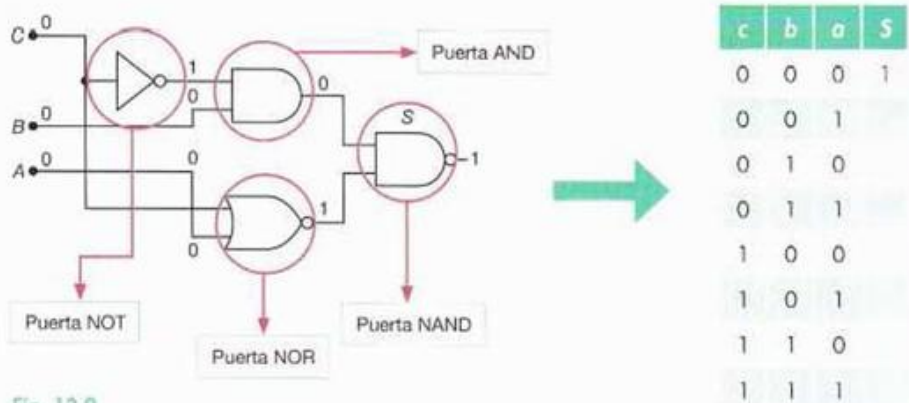 C 0
1
0
B 0
A 0
0
0
0
1
S
1
Puerta AND
Puerta NOT
Puerta NOR
Puerta NAND
c b a S
0 0 0 1
0 0 1
0 1 0
0 1 1
1 0 0
1 0 1
1 1 0
1 1 1